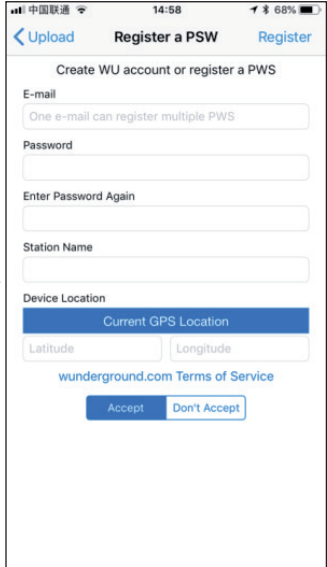 中国联通 14:58 68%
Upload Register a PSW Register
Create WU account or register a PWS
E-mail
One e-mail can register multiple PWS
Password
Enter Password Again
Station Name
Device Location
Current GPS Location
Latitude Longitude
wunderground.com Terms of Service
Accept Don't Accept